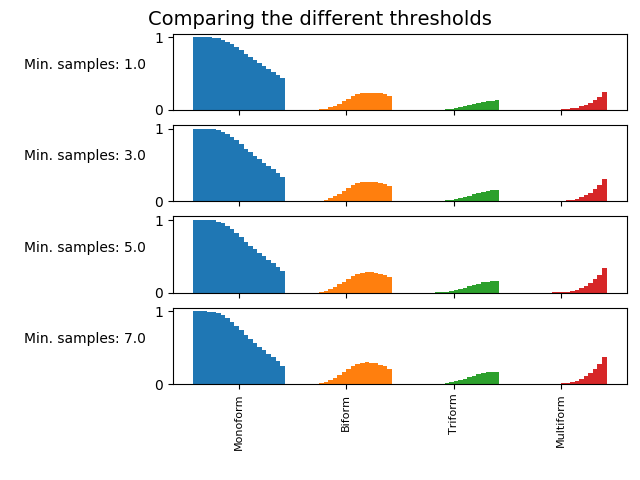 Comparing the different thresholds
1
Min. samples: 1.0
0
1
Min. samples: 3.0
0
1
Min. samples: 5.0
0
1
Min. samples: 7.0
0
Monoform
Biform
Triform
Multiform